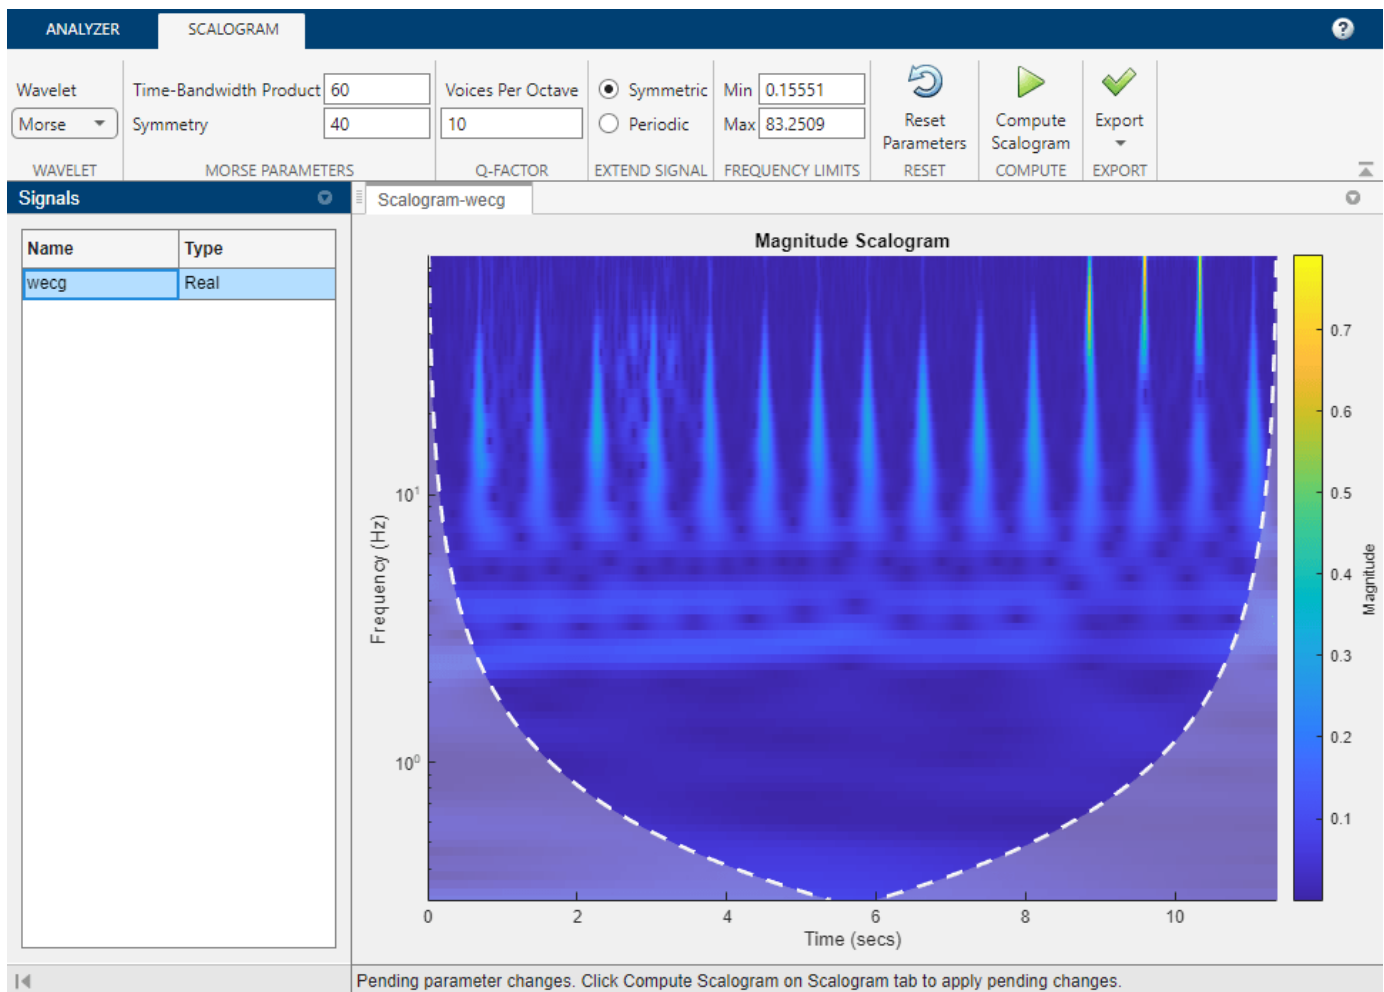 ANALYZER SCALOGRAM
Wavelet Time-Bandwidth Product 60 Voices Per Octave Symmetric Min 0.15551
Morse Symmetry 40 10 Periodic Max 83.2509 Reset Parameters Compute Scalogram Export
WAVELET MORSE PARAMETERS Q-FACTOR EXTEND SIGNAL FREQUENCY LIMITS RESET COMPUTE EXPORT
Signals Scalogram-wecg
Name Type
wecg Real
Magnitude Scalogram
Frequency (Hz)
10¹
10⁰
0 2 4 6 8 10
Time (secs)
0.7
0.6
0.5
0.4
0.3
0.2
0.1
Magnitude
Pending parameter changes. Click Compute Scalogram on Scalogram tab to apply pending changes.